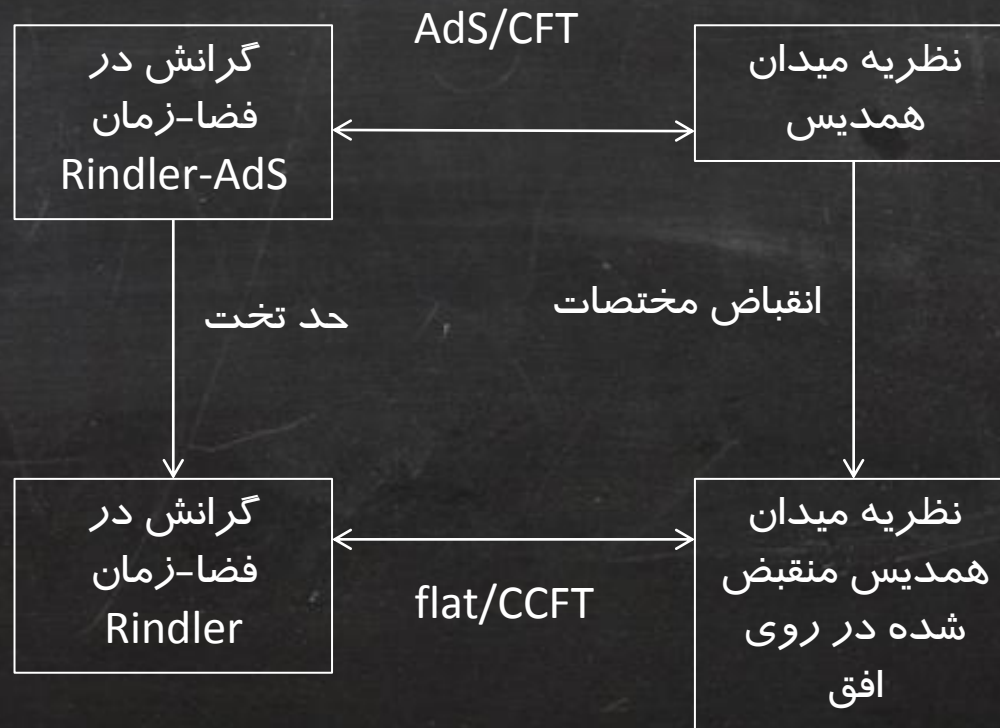 AdS/CFT
گرانش در
فضا-زمان
Rindler-AdS
نظریه میدان
همدیس
حد تخت
انقباض مختصات
گرانش در
فضا-زمان
Rindler
flat/CCFT
نظریه میدان
همدیس منقبض
شده در روی
افق